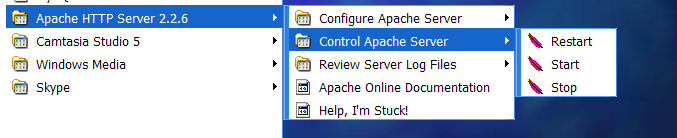 Apache HTTP Server 2.2.6
Camtasia Studio 5
Windows Media
Skype
Configure Apache Server
Control Apache Server
Review Server Log Files
Apache Online Documentation
Help, I'm Stuck!
Restart
Start
Stop